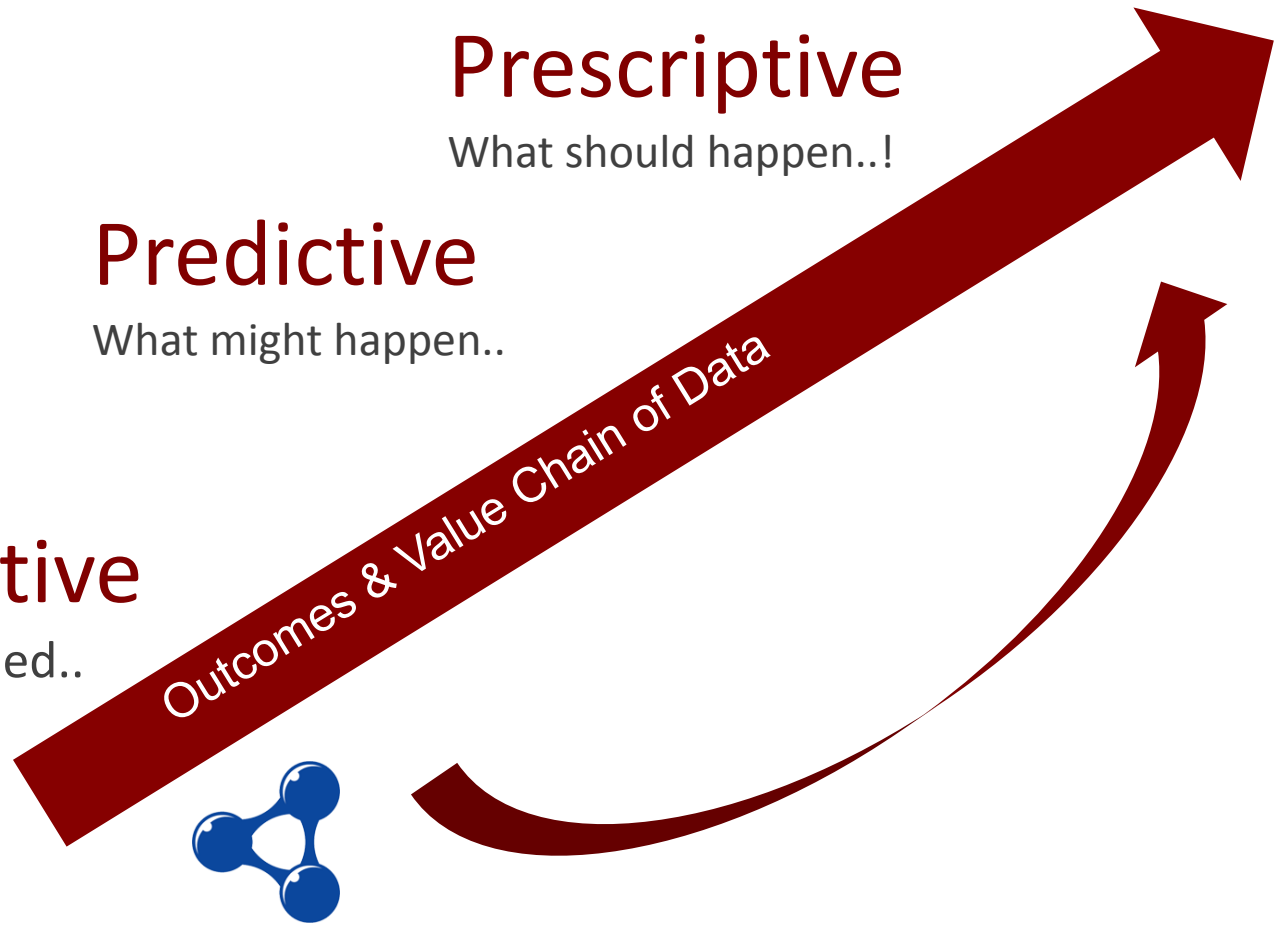 Prescriptive
What should happen..!
Predictive
What might happen..
tive
ed..
Outcomes & Value Chain of Data